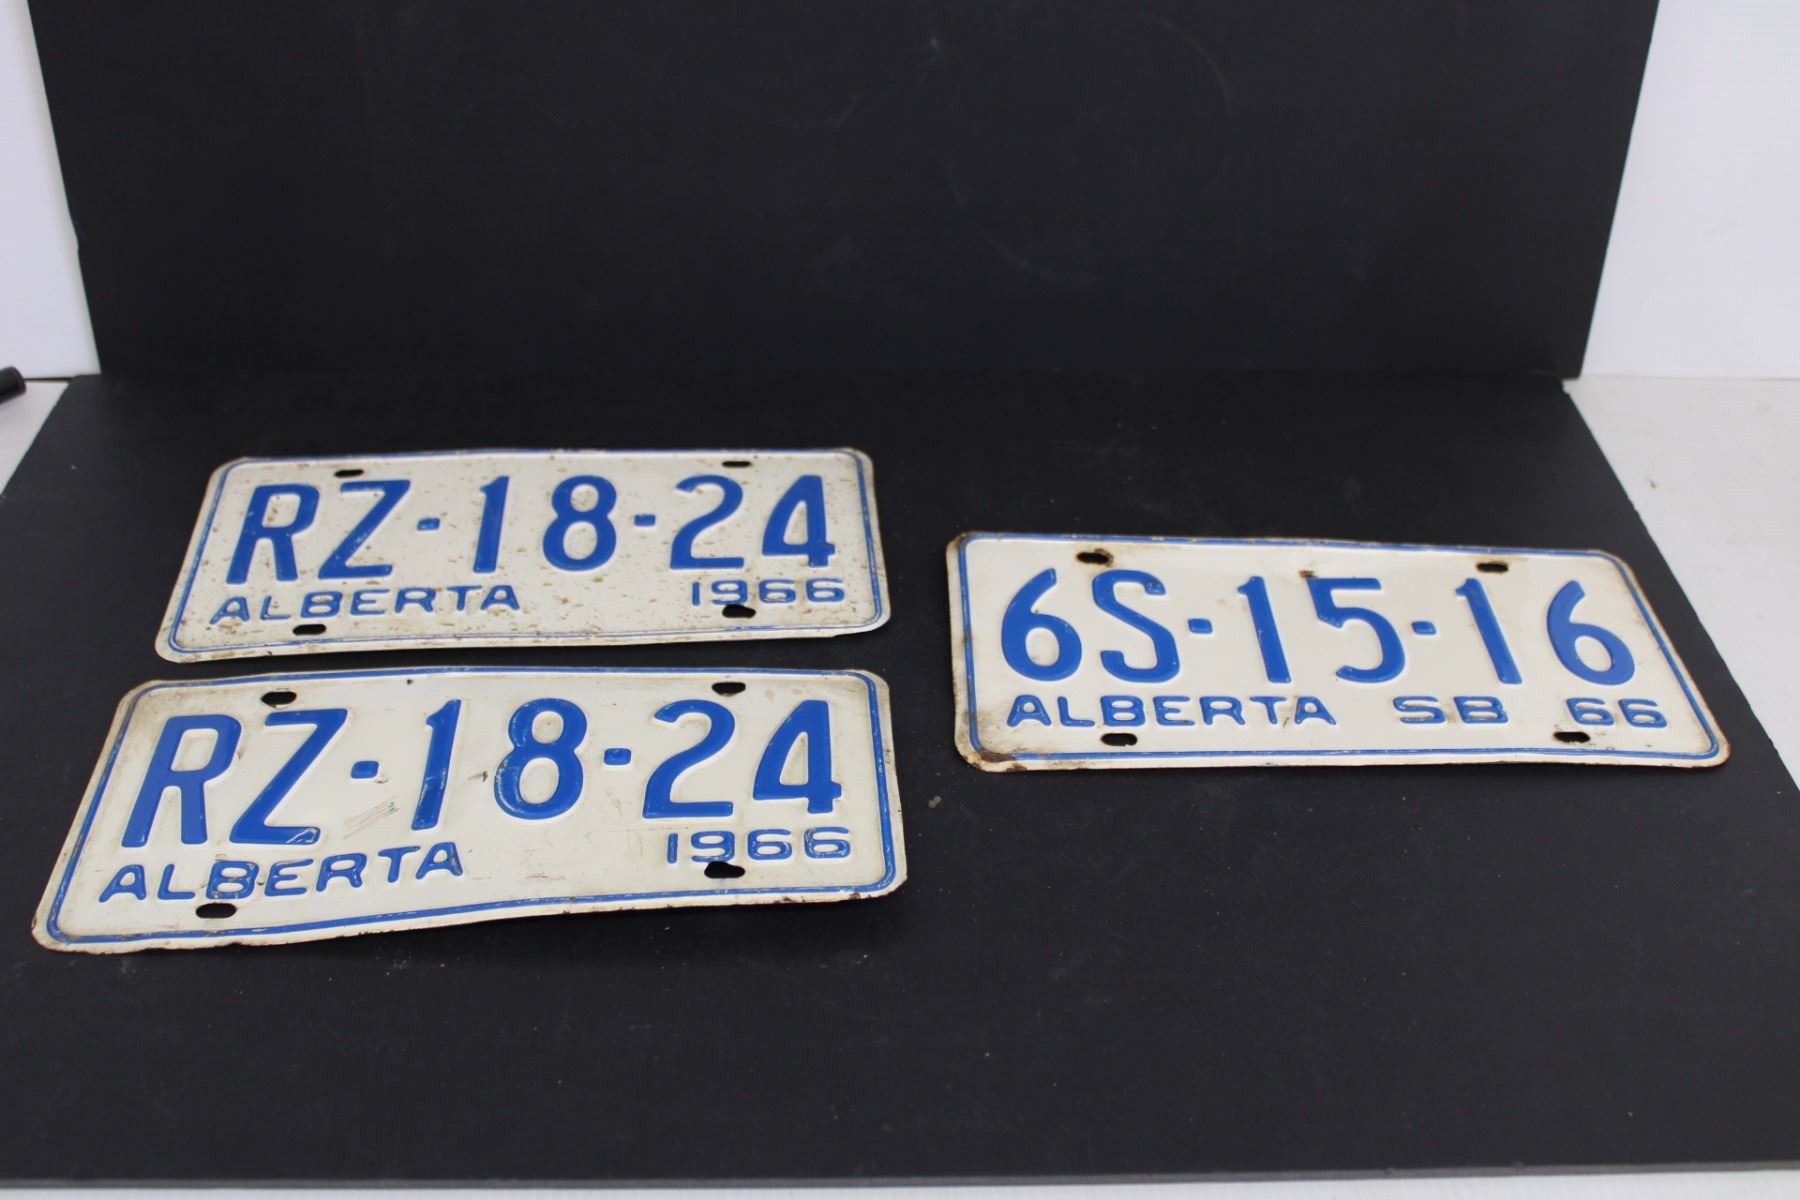 RZ-18-24
ALBERTA 1966
RZ-18-24
ALBERTA 1966
6S-15-16
ALBERTA SB 66